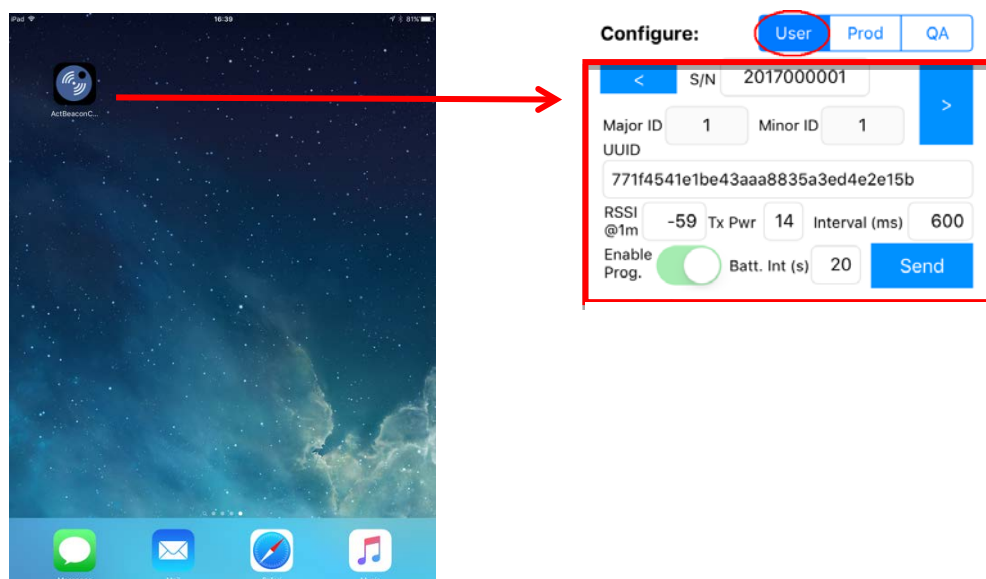 iPad
16:39
81%
ActBeaconC...
Configure:
User
Prod
QA
<
S/N
2017000001
>
Major ID
1
Minor ID
1
UUID
771f4541e1be43aaa8835a3ed4e2e15b
RSSI
@1m
-59
Tx Pwr
14
Interval (ms)
600
Enable
Prog.
Batt. Int (s)
20
Send